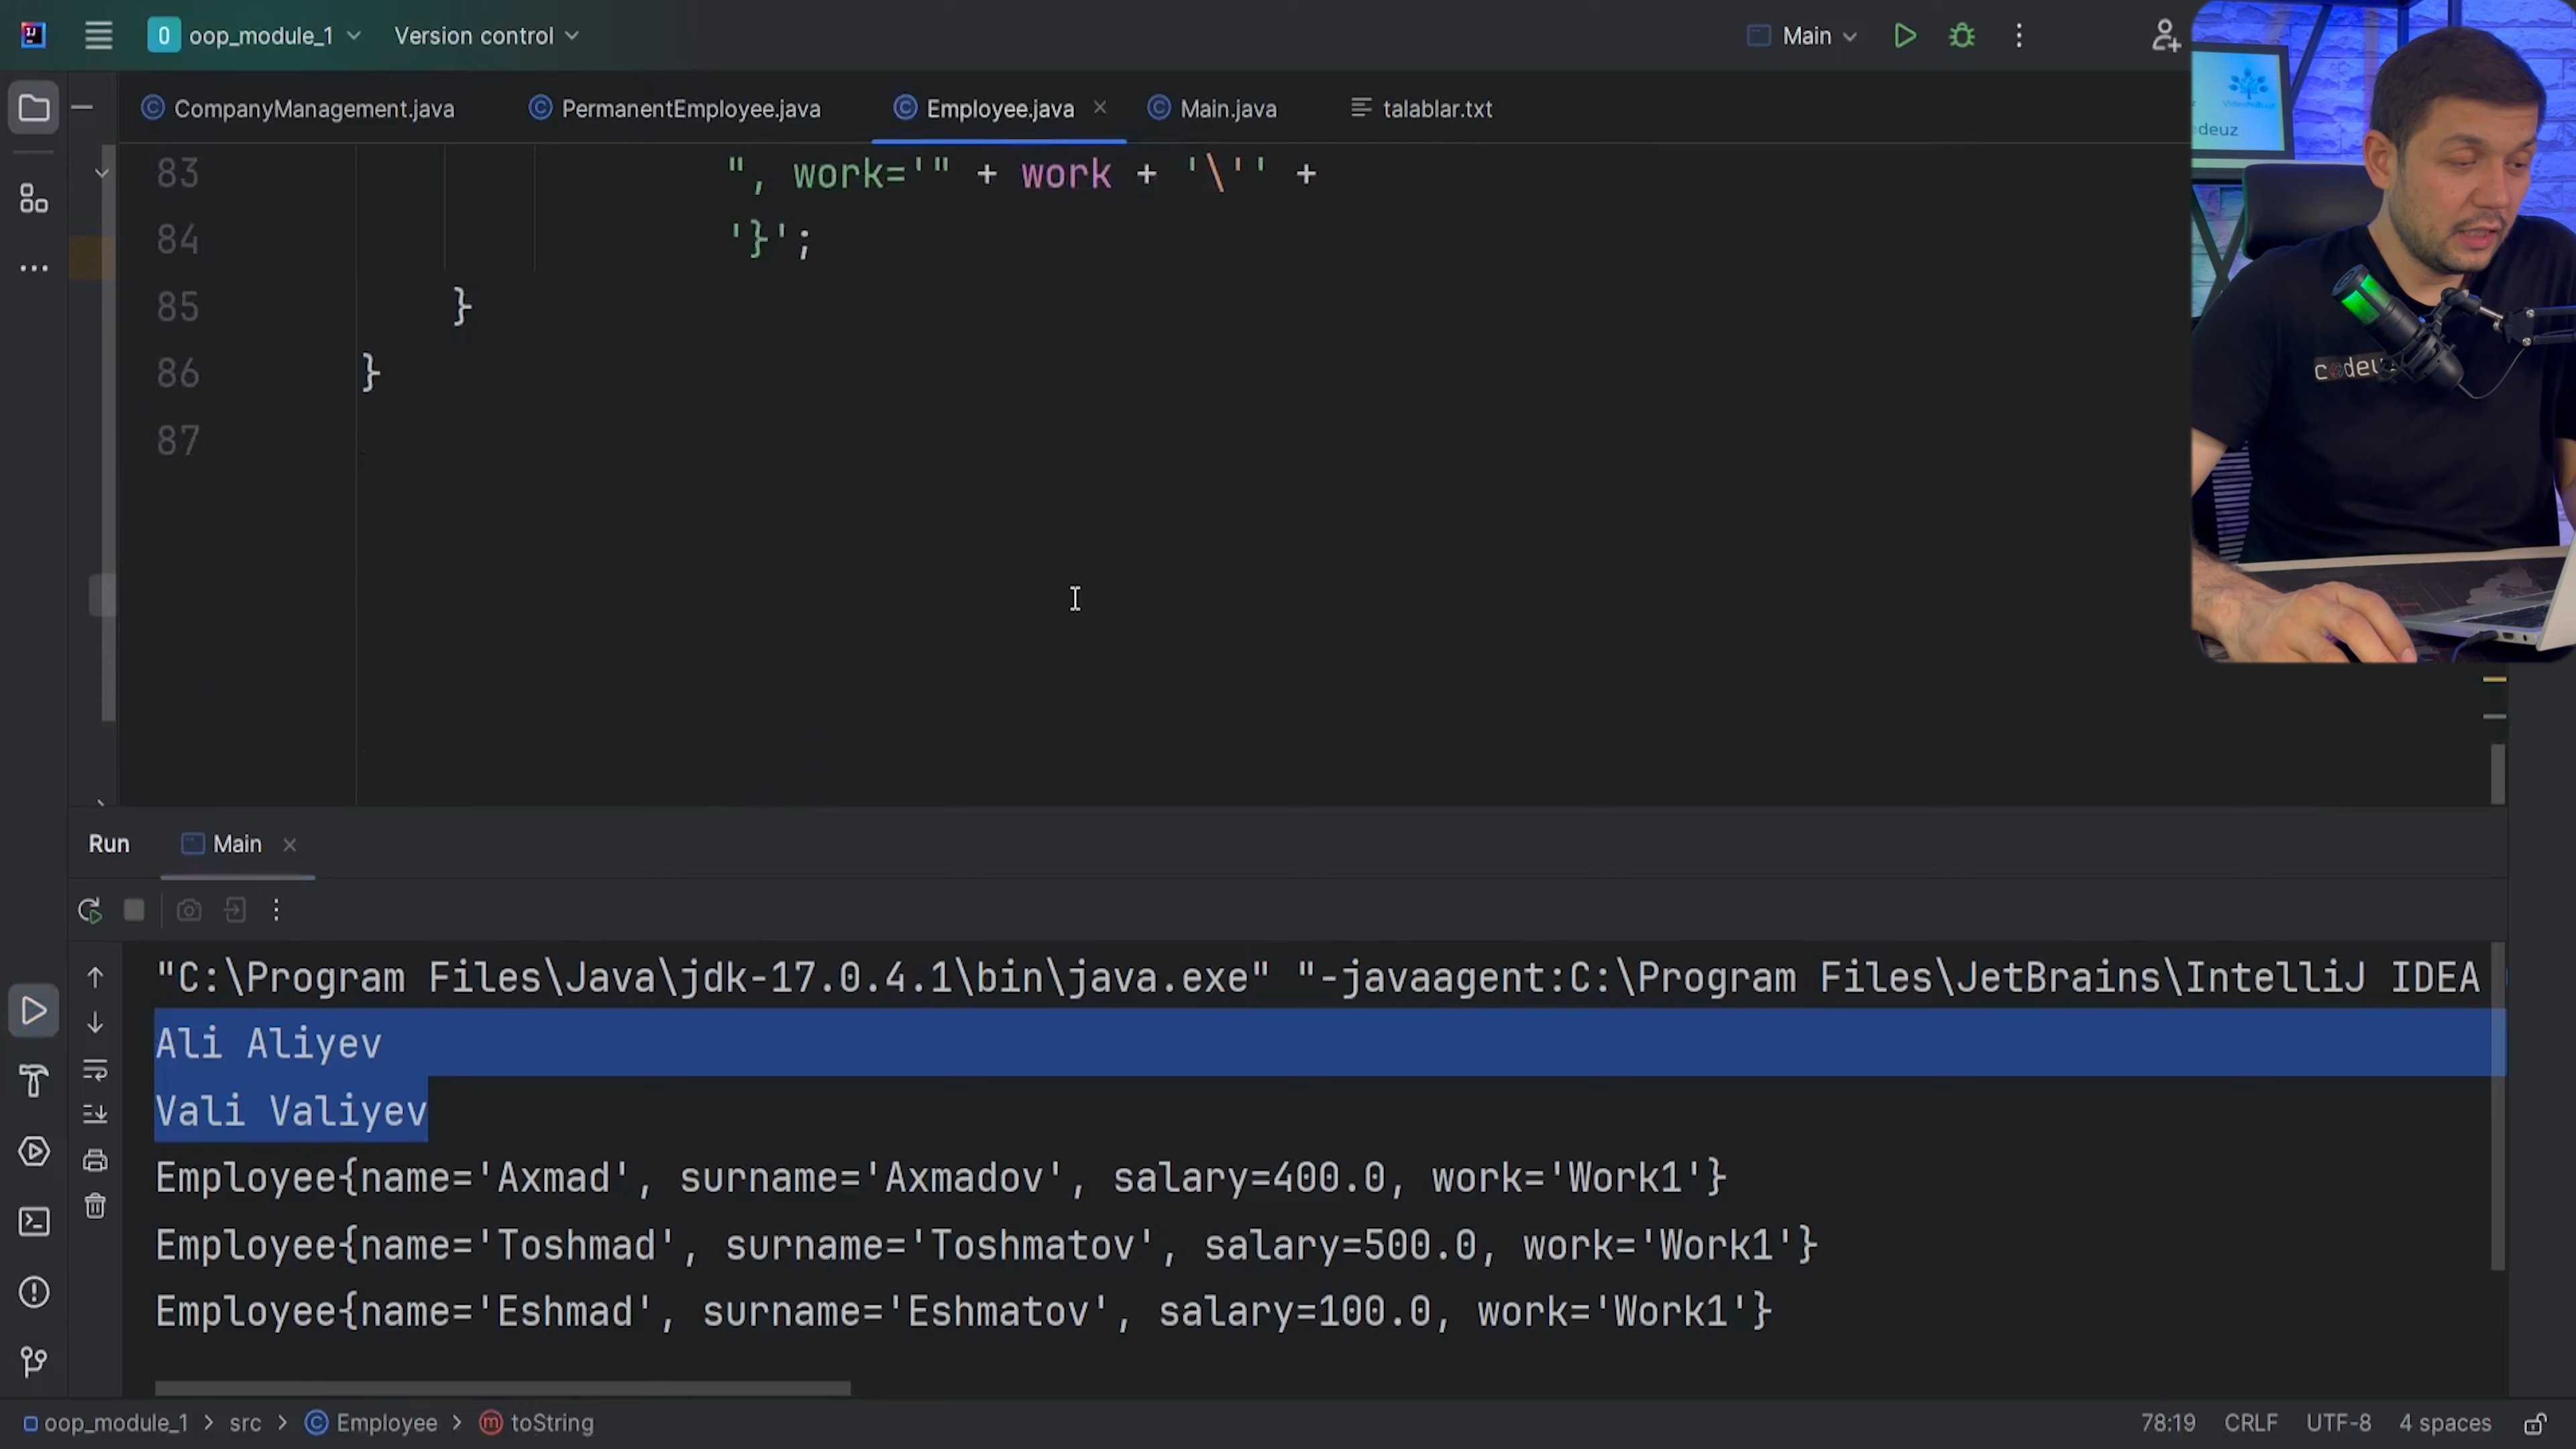 oop_module_1
Version control
Main
CompanyManagement.java
PermanentEmployee.java
Employee.java
Main.java
talablar.txt
83 ", work='" + work + '\'' +
84 '}';
85 }
86 }
87
deuz
codeuz
Run
Main
"C:\Program Files\Java\jdk-17.0.4.1\bin\java.exe" "-javaagent:C:\Program Files\JetBrains\IntelliJ IDEA
Ali Aliyev
Vali Valiyev
Employee{name='Axmad', surname='Axmadov', salary=400.0, work='Work1'}
Employee{name='Toshmad', surname='Toshmatov', salary=500.0, work='Work1'}
Employee{name='Eshmad', surname='Eshmatov', salary=100.0, work='Work1'}
oop_module_1 > src > Employee > toString
78:19 CRLF UTF-8 4 spaces